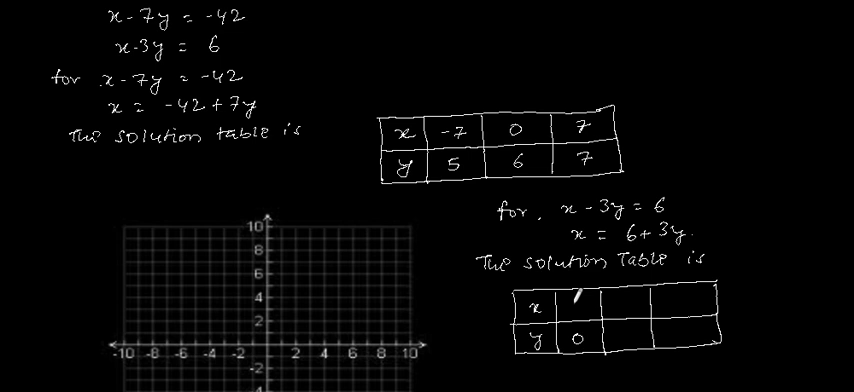 x - 7y = -42
x - 3y = 6
for x - 7y = -42
x = -42 + 7y
The solution table is
x -7 0 7
y 5 6 7
for, x - 3y = 6
x = 6 + 3y.
The solution Table is
x
y 0
10
8
6
4
2
-10 -8 -6 -4 -2 2 4 6 8 10
-2
-4